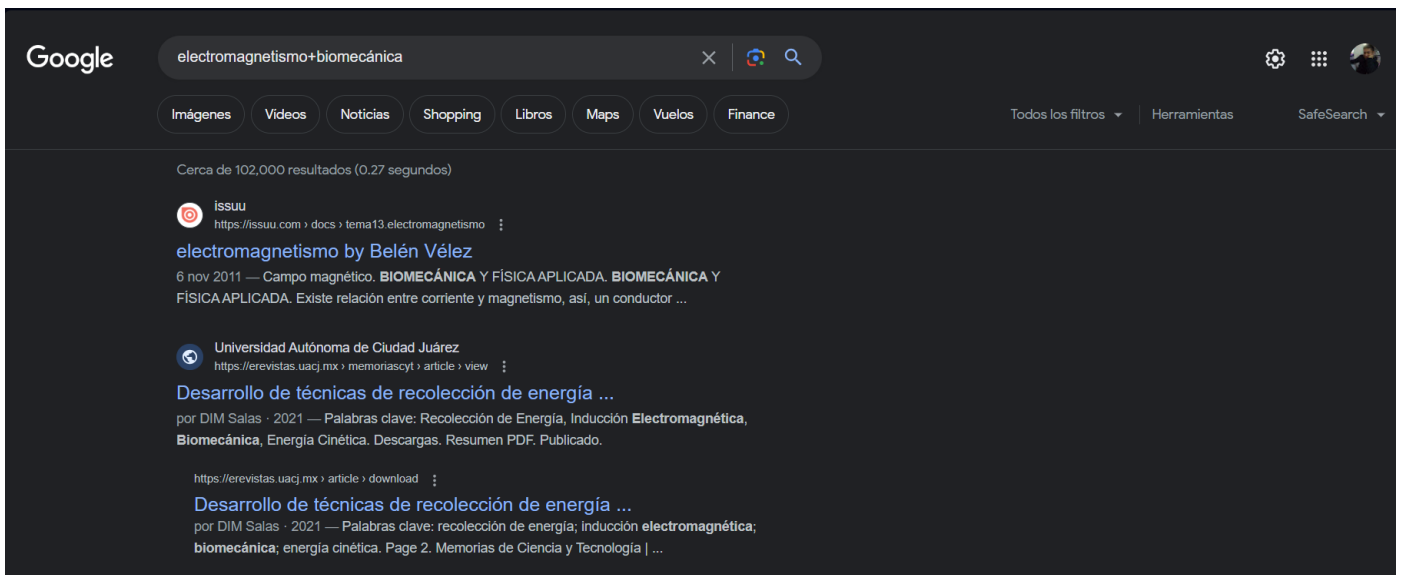 Google
electromagnetismo+biomecánica
Imágenes Videos Noticias Shopping Libros Maps Vuelos Finance Todos los filtros Herramientas SafeSearch
Cerca de 102,000 resultados (0.27 segundos)
issuu
https://issuu.com › docs › tema13.electromagnetismo
electromagnetismo by Belén Vélez
6 nov 2011 — Campo magnético. BIOMECÁNICA Y FÍSICA APLICADA. BIOMECÁNICA Y
FÍSICA APLICADA. Existe relación entre corriente y magnetismo, así, un conductor ...
Universidad Autónoma de Ciudad Juárez
https://erevistas.uacj.mx › memoriascyt › article › view
Desarrollo de técnicas de recolección de energía ...
por DIM Salas · 2021 — Palabras clave: Recolección de Energía, Inducción Electromagnética,
Biomecánica, Energía Cinética. Descargas. Resumen PDF. Publicado.
https://erevistas.uacj.mx › article › download
Desarrollo de técnicas de recolección de energía ...
por DIM Salas · 2021 — Palabras clave: recolección de energía; inducción electromagnética;
biomecánica; energía cinética. Page 2. Memorias de Ciencia y Tecnología | ...